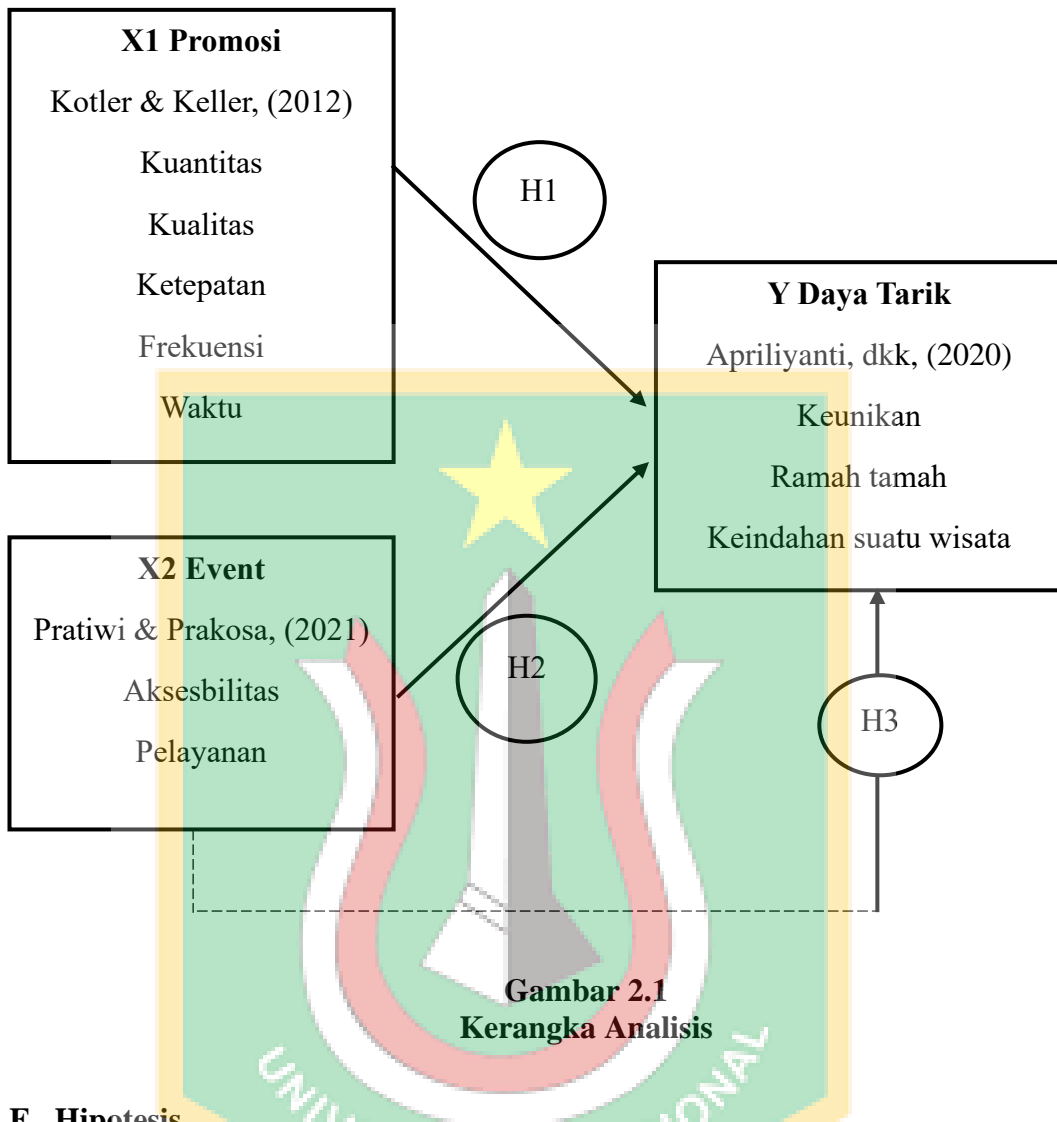 X1 Promosi
Kotler & Keller, (2012)
Kuantitas
Kualitas
Ketepatan
Frekuensi
Waktu
H1
Y Daya Tarik
Apriliyanti, dkk, (2020)
Keunikan
Ramah tamah
Keindahan suatu wisata
X2 Event
Pratiwi & Prakosa, (2021)
Aksesbilitas
Pelayanan
H2
H3
Gambar 2.1
Kerangka Analisis
Hipotesis